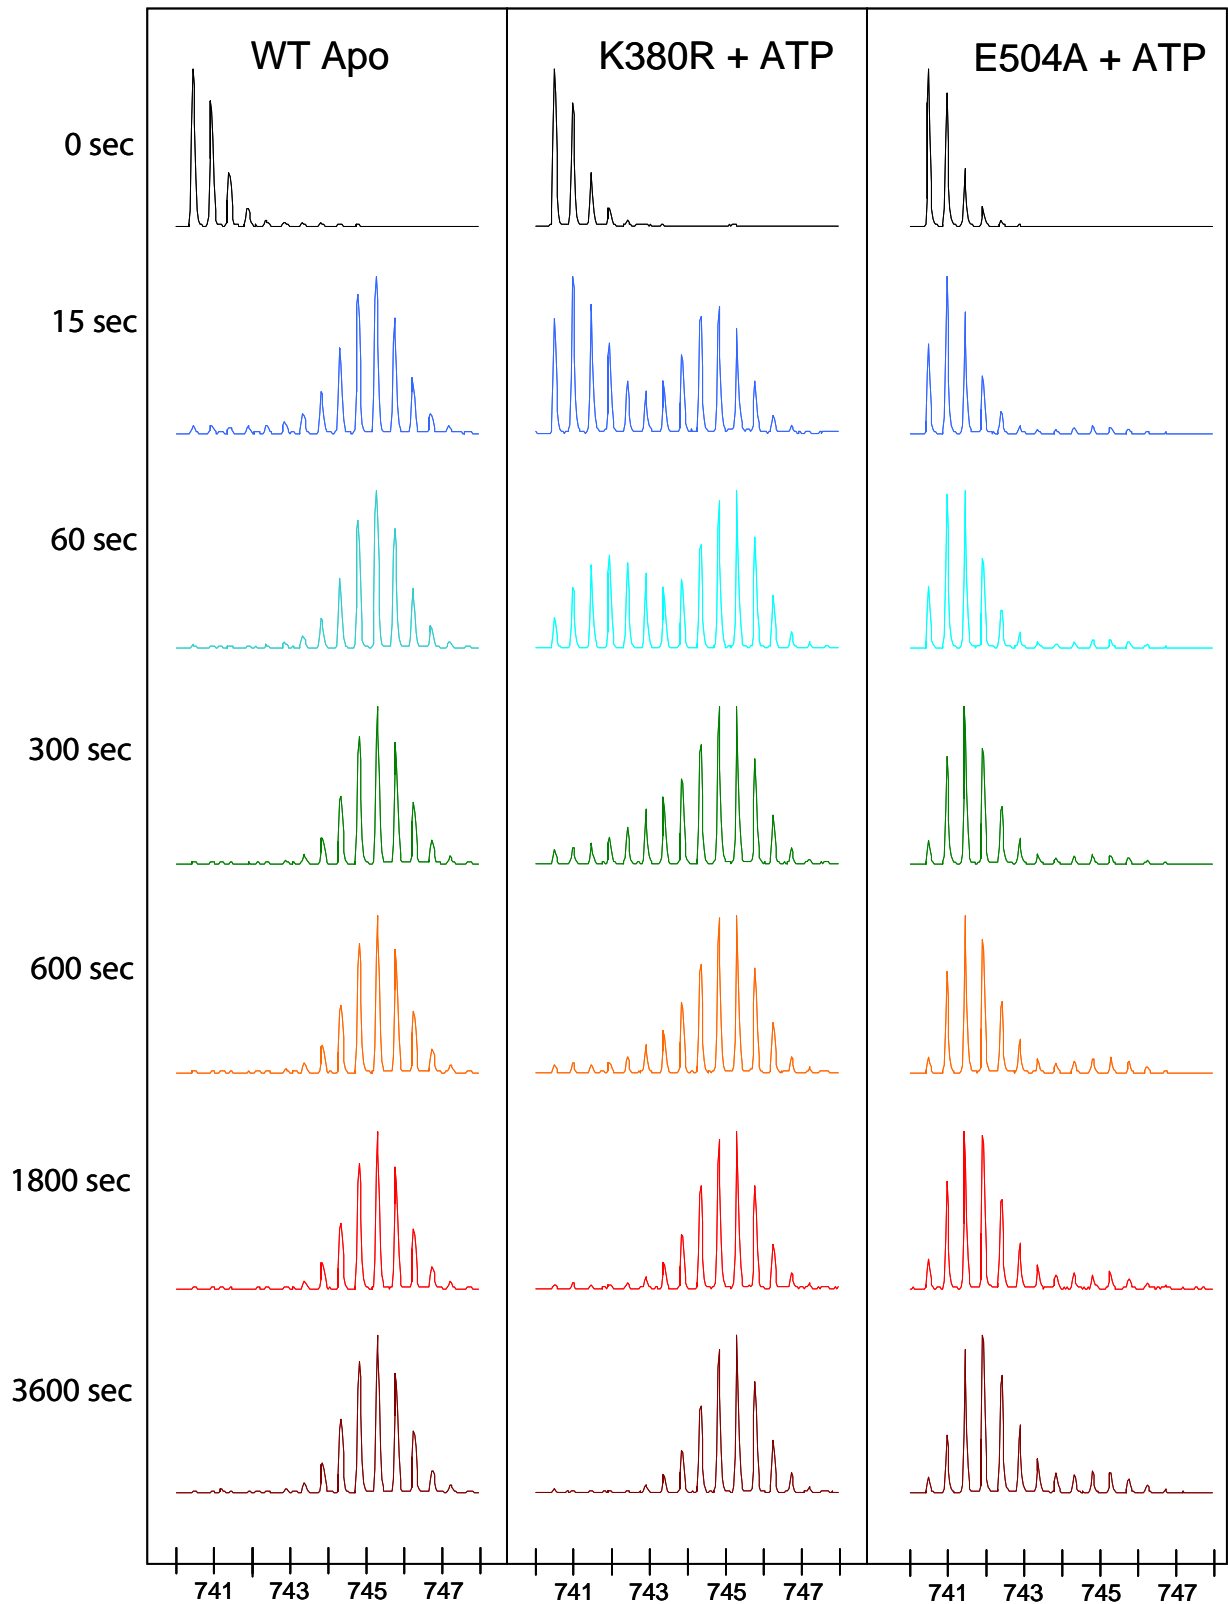 WT Apo K380R + ATP E504A + ATP
0 sec
15 sec
60 sec
300 sec
600 sec
1800 sec
3600 sec
741 743 745 747 741 743 745 747 741 743 745 747